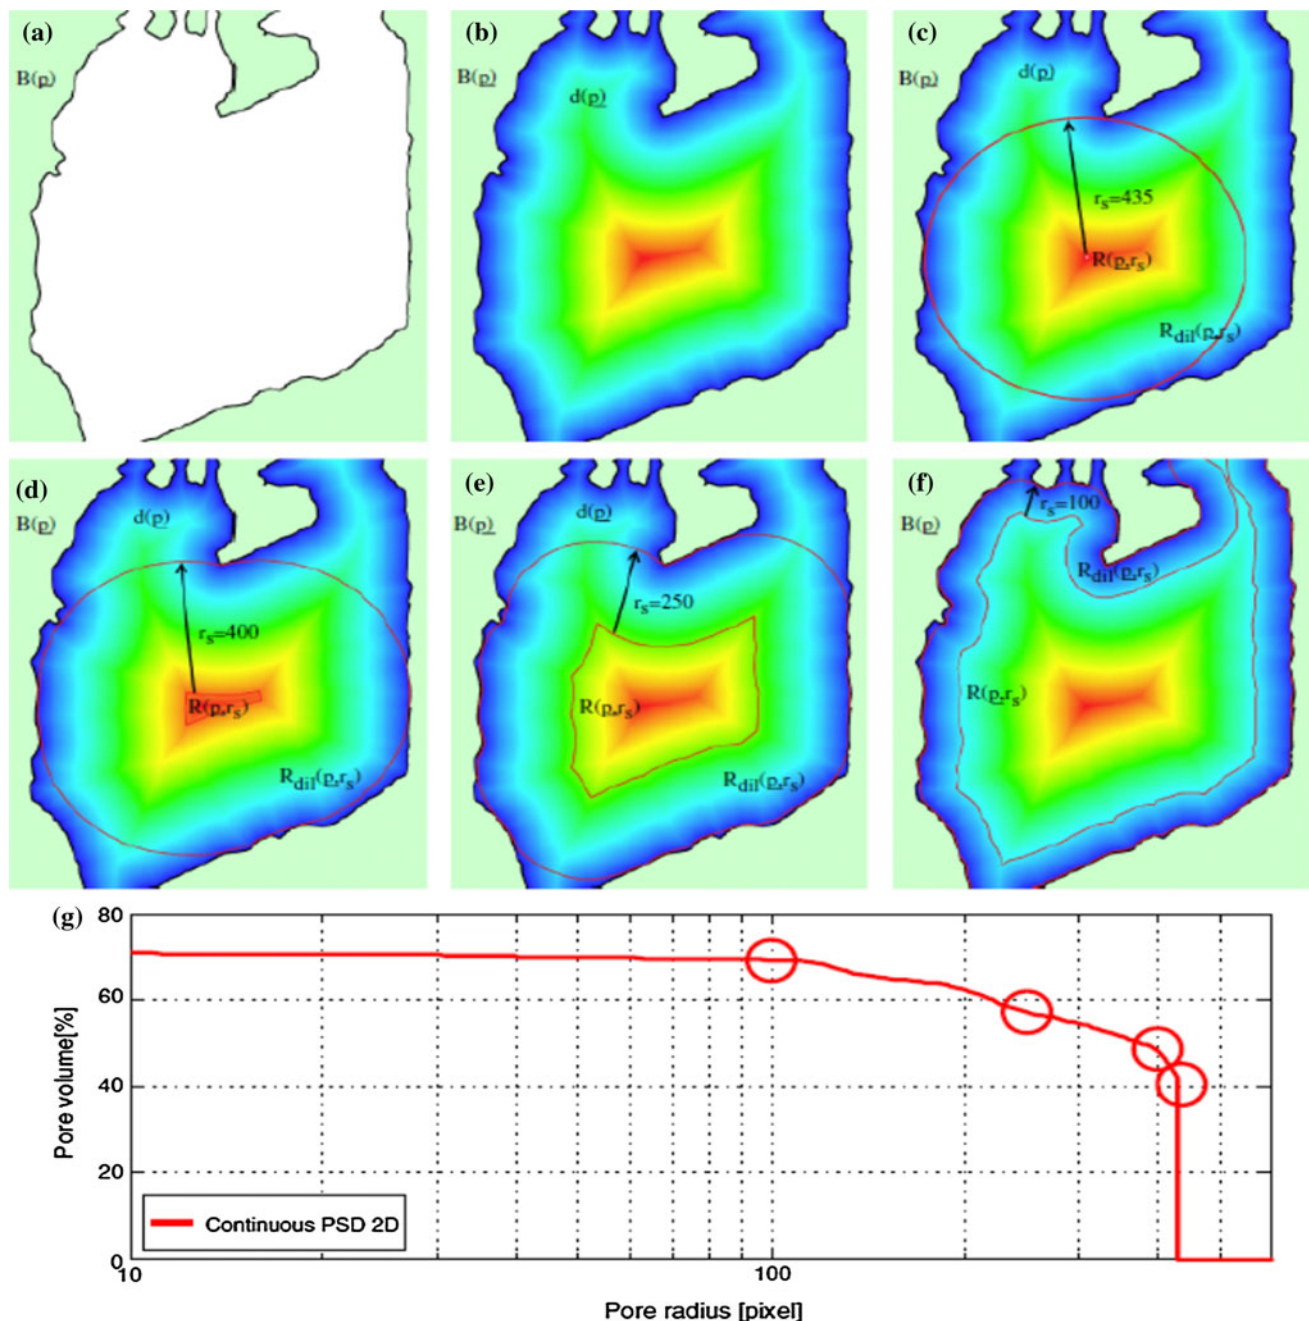 (a)
B(p)
(b)
B(p)
d(p)
(c)
B(p)
d(p)
rs=435
R(p,rs)
Rdil(p,rs)
(d)
B(p)
d(p)
rs=400
R(p,rs)
Rdil(p,rs)
(e)
B(p)
d(p)
rs=250
R(p,rs)
Rdil(p,rs)
(f)
B(p)
rs=100
Rdil(p,rs)
R(p,rs)
(g)
80
60
40
20
0
Pore volume[%]
Continuous PSD 2D
10
100
Pore radius [pixel]